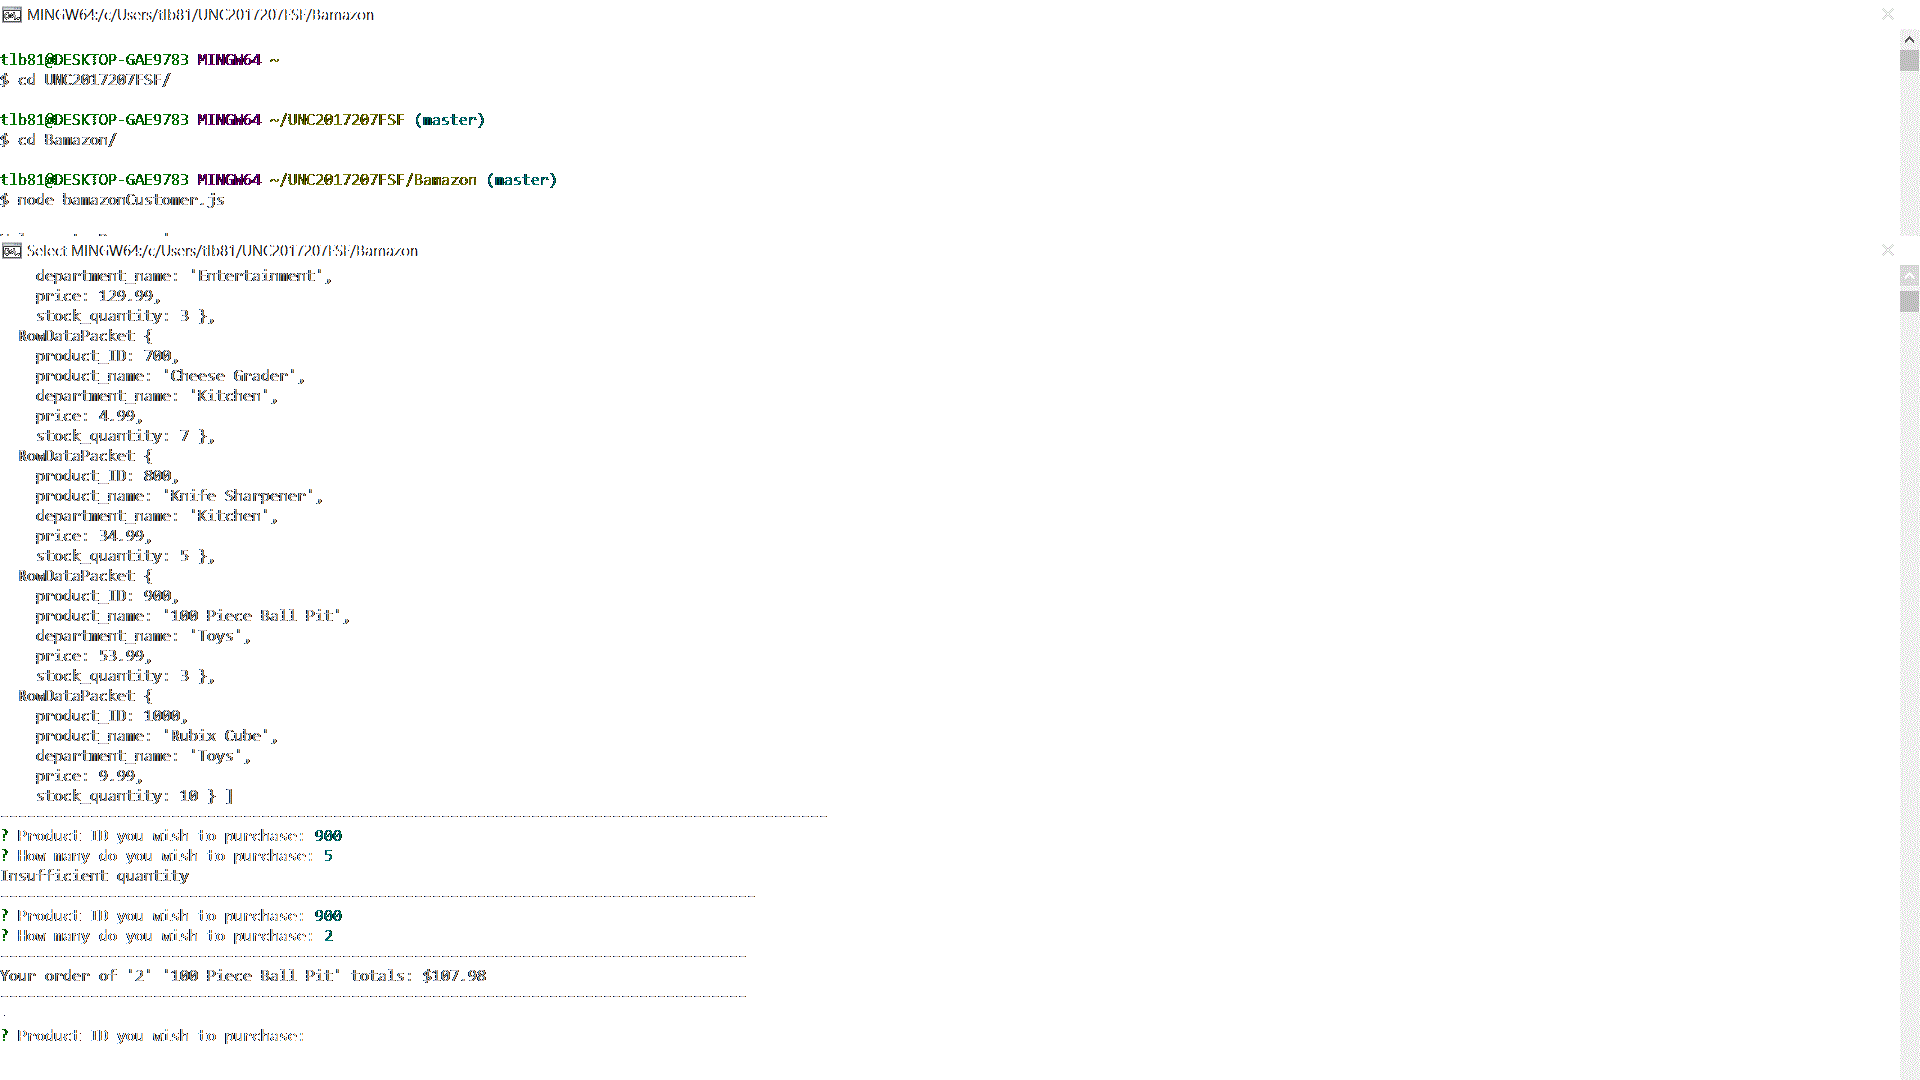 MINGW64:/c/Users/tlb81/UNC2017207FSF/Bamazon
tlb81@DESKTOP-GAE9783 MINGW64 ~
$ cd UNC2017207FSF/
tlb81@DESKTOP-GAE9783 MINGW64 ~/UNC2017207FSF (master)
$ cd Bamazon/
tlb81@DESKTOP-GAE9783 MINGW64 ~/UNC2017207FSF/Bamazon (master)
$ node bamazonCustomer.js
Select MINGW64:/c/Users/tlb81/UNC2017207FSF/Bamazon
department_name: 'Entertainment',
price: 129.99,
stock_quantity: 3 },
RowDataPacket {
product_ID: 700,
product_name: 'Cheese Grader',
department_name: 'Kitchen',
price: 4.99,
stock_quantity: 7 },
RowDataPacket {
product_ID: 800,
product_name: 'Knife Sharpener',
department_name: 'Kitchen',
price: 34.99,
stock_quantity: 5 },
RowDataPacket {
product_ID: 900,
product_name: '100 Piece Ball Pit',
department_name: 'Toys',
price: 53.99,
stock_quantity: 3 },
RowDataPacket {
product_ID: 1000,
product_name: 'Rubix Cube',
department_name: 'Toys',
price: 9.99,
stock_quantity: 10 } ]
? Product ID you wish to purchase: 900
? How many do you wish to purchase: 5
Insufficient quantity
? Product ID you wish to purchase: 900
? How many do you wish to purchase: 2
Your order of '2' '100 Piece Ball Pit' totals: $107.98
? Product ID you wish to purchase: